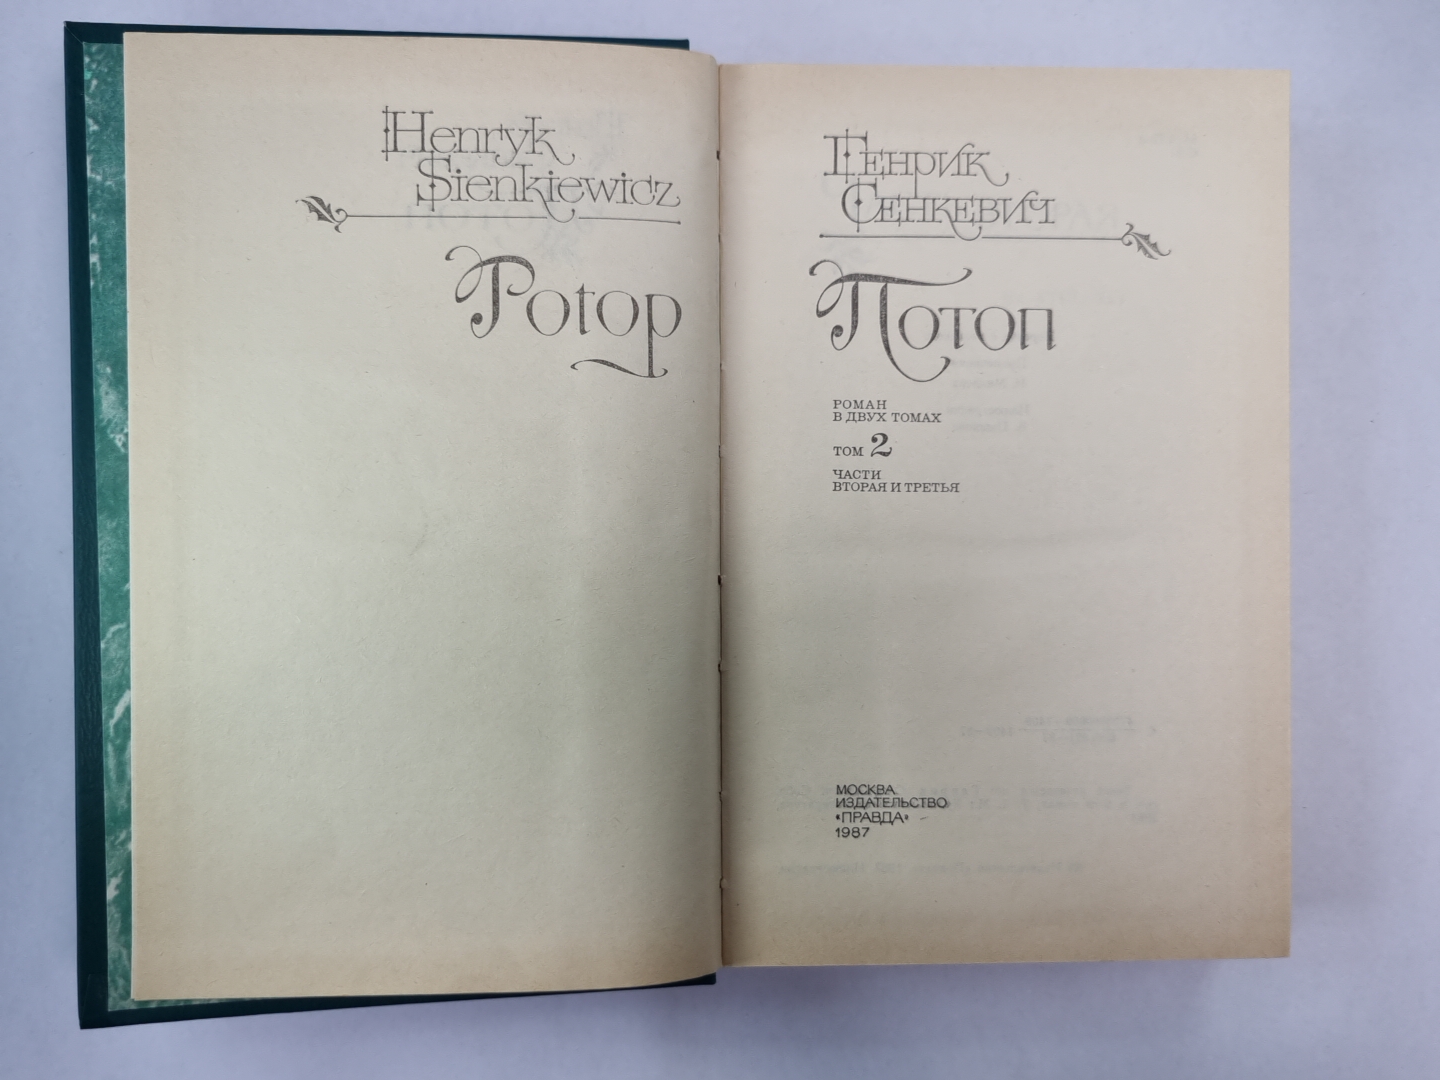 Henryk
Sienkiewicz
Potop
Генрик
Сенкевич
Потоп
РОМАН
В ДВУХ ТОМАХ
ТОМ 2
ЧАСТИ
ВТОРАЯ И ТРЕТЬЯ
МОСКВА
ИЗДАТЕЛЬСТВО
«ПРАВДА»
1987